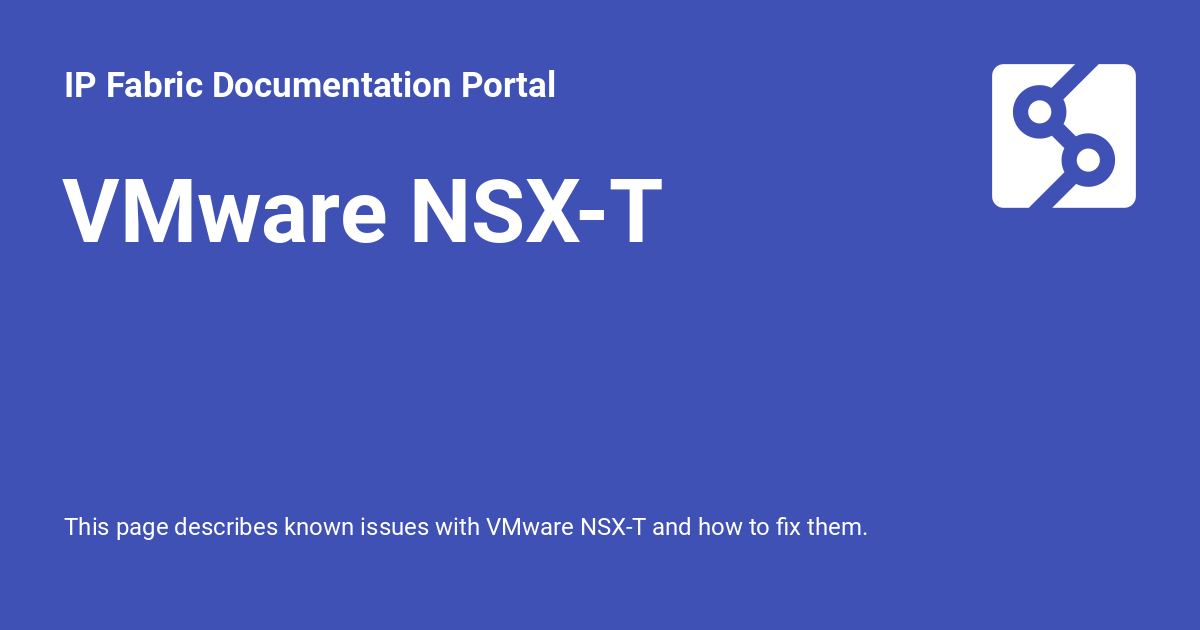 IP Fabric Documentation Portal
VMware NSX-T
This page describes known issues with VMware NSX-T and how to fix them.